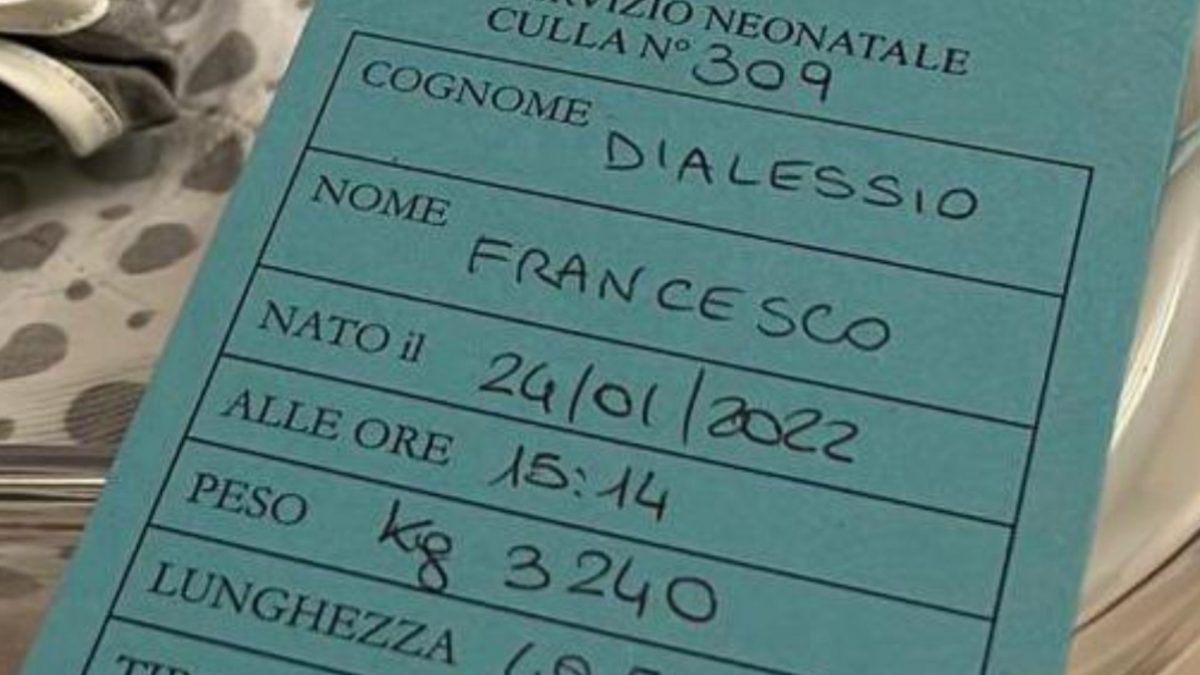 NEONATALE
CULLA N° 309
COGNOME DIALESSIO
NOME FRANCESCO
NATO il 24/01/2022
ALLE ORE 15:14
PESO kg 3240
LUNGHEZZA